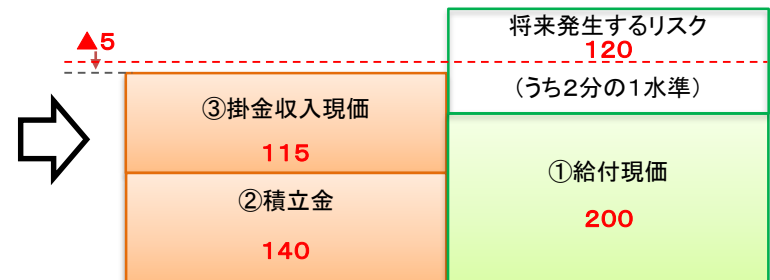 ▲5
③掛金収入現価
115
②積立金
140
将来発生するリスク
120
(うち2分の1水準)
①給付現価
200